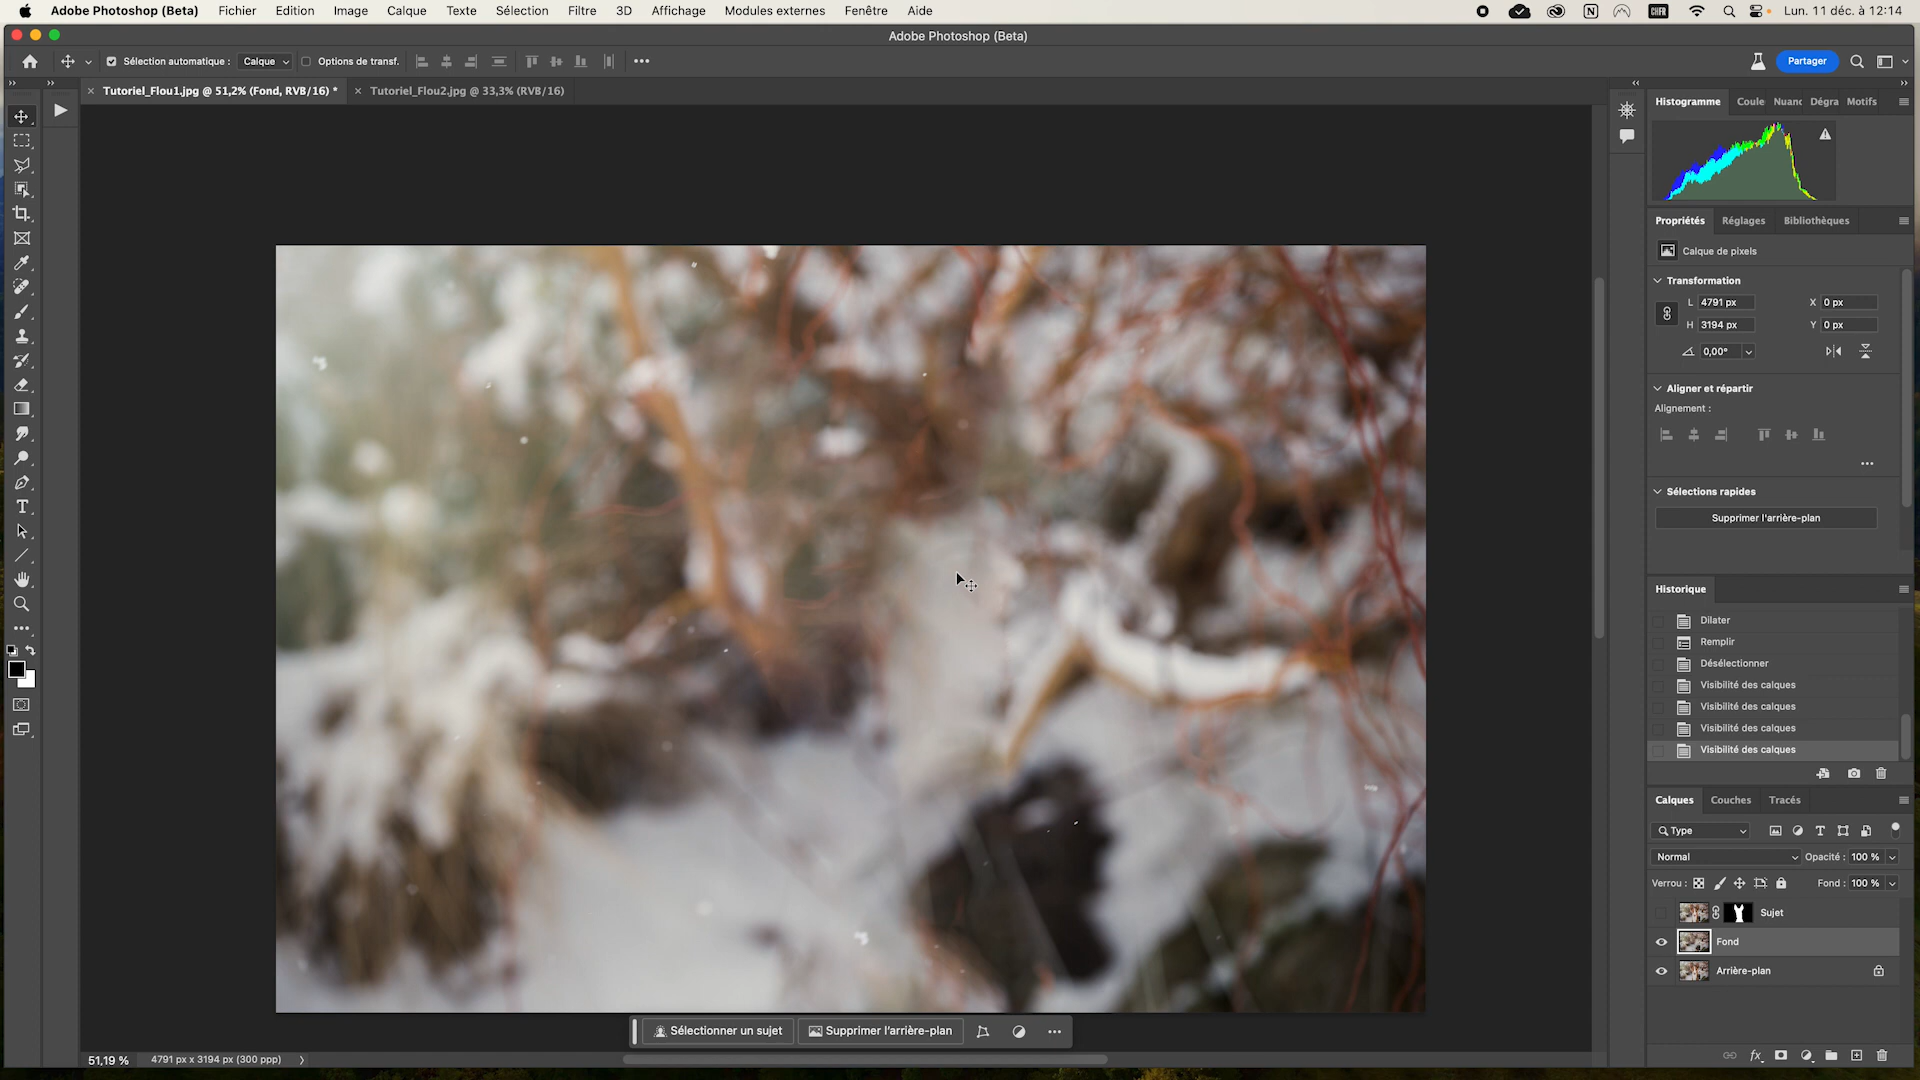 Adobe Photoshop (Beta) Fichier Edition Image Calque Texte Sélection Filtre 3D Affichage Modules externes Fenêtre Aide CHFR Lun. 11 déc. à 12:14
Adobe Photoshop (Beta)
Sélection automatique : Calque Options de transf. Partager
Tutoriel_Flou1.jpg @ 51,2% (Fond, RVB/16) * Tutoriel_Flou2.jpg @ 33,3% (RVB/16)
Histogramme Coule Nuanc Dégra Motifs
Propriétés Réglages Bibliothèques
Calque de pixels
Transformation
L 4791 px X 0 px
H 3194 px Y 0 px
0,00°
Aligner et répartir
Alignement :
Sélections rapides
Supprimer l'arrière-plan
Historique
Dilater
Remplir
Désélectionner
Visibilité des calques
Visibilité des calques
Visibilité des calques
Visibilité des calques
Calques Couches Tracés
Type
Normal Opacité : 100 %
Verrou : Fond : 100 %
Sujet
Fond
Arrière-plan
Sélectionner un sujet Supprimer l'arrière-plan
51,19 % 4791 px x 3194 px (300 ppp)